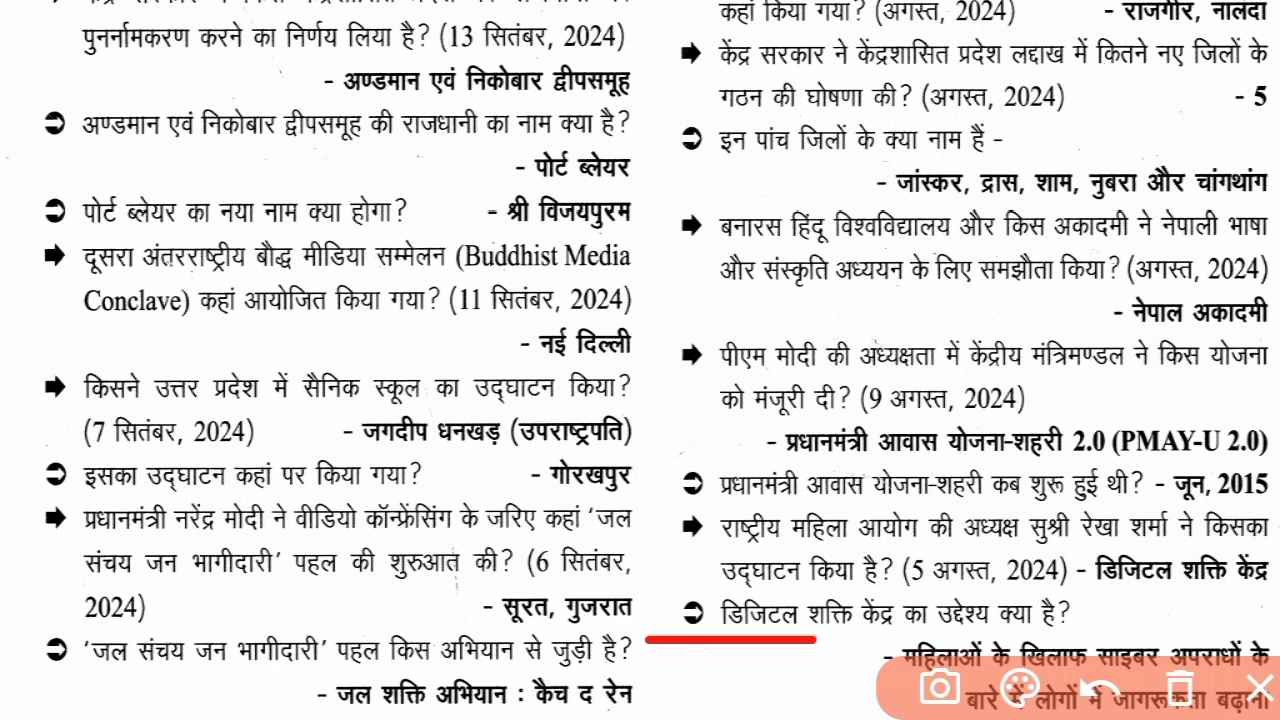 पुनर्नामकरण करने का निर्णय लिया है? (13 सितंबर, 2024)
- अण्डमान एवं निकोबार द्वीपसमूह
➲ अण्डमान एवं निकोबार द्वीपसमूह की राजधानी का नाम क्या है?
- पोर्ट ब्लेयर
➲ पोर्ट ब्लेयर का नया नाम क्या होगा? - श्री विजयपुरम
➡ दूसरा अंतरराष्ट्रीय बौद्ध मीडिया सम्मेलन (Buddhist Media
Conclave) कहां आयोजित किया गया? (11 सितंबर, 2024)
- नई दिल्ली
➡ किसने उत्तर प्रदेश में सैनिक स्कूल का उद्घाटन किया?
(7 सितंबर, 2024) - जगदीप धनखड़ (उपराष्ट्रपति)
➲ इसका उद्घाटन कहां पर किया गया? - गोरखपुर
➡ प्रधानमंत्री नरेंद्र मोदी ने वीडियो कॉन्फ्रेंसिंग के जरिए कहां 'जल
संचय जन भागीदारी' पहल की शुरुआत की? (6 सितंबर,
2024) - सूरत, गुजरात
➲ 'जल संचय जन भागीदारी' पहल किस अभियान से जुड़ी है?
- जल शक्ति अभियान : कैच द रेन
कहां किया गया? (अगस्त, 2024) - राजगीर, नालंदा
➡ केंद्र सरकार ने केंद्रशासित प्रदेश लद्दाख में कितने नए जिलों के
गठन की घोषणा की? (अगस्त, 2024) - 5
➲ इन पांच जिलों के क्या नाम हैं -
- जांस्कर, द्रास, शाम, नुबरा और चांगथांग
➡ बनारस हिंदू विश्वविद्यालय और किस अकादमी ने नेपाली भाषा
और संस्कृति अध्ययन के लिए समझौता किया? (अगस्त, 2024)
- नेपाल अकादमी
➡ पीएम मोदी की अध्यक्षता में केंद्रीय मंत्रिमण्डल ने किस योजना
को मंजूरी दी? (9 अगस्त, 2024)
- प्रधानमंत्री आवास योजना-शहरी 2.0 (PMAY-U 2.0)
➲ प्रधानमंत्री आवास योजना-शहरी कब शुरू हुई थी? - जून, 2015
➡ राष्ट्रीय महिला आयोग की अध्यक्ष सुश्री रेखा शर्मा ने किसका
उद्घाटन किया है? (5 अगस्त, 2024) - डिजिटल शक्ति केंद्र
➲ डिजिटल शक्ति केंद्र का उद्देश्य क्या है?
- महिलाओं के खिलाफ साइबर अपराधों के
बारे में लोगों में जागरूकता बढ़ाना